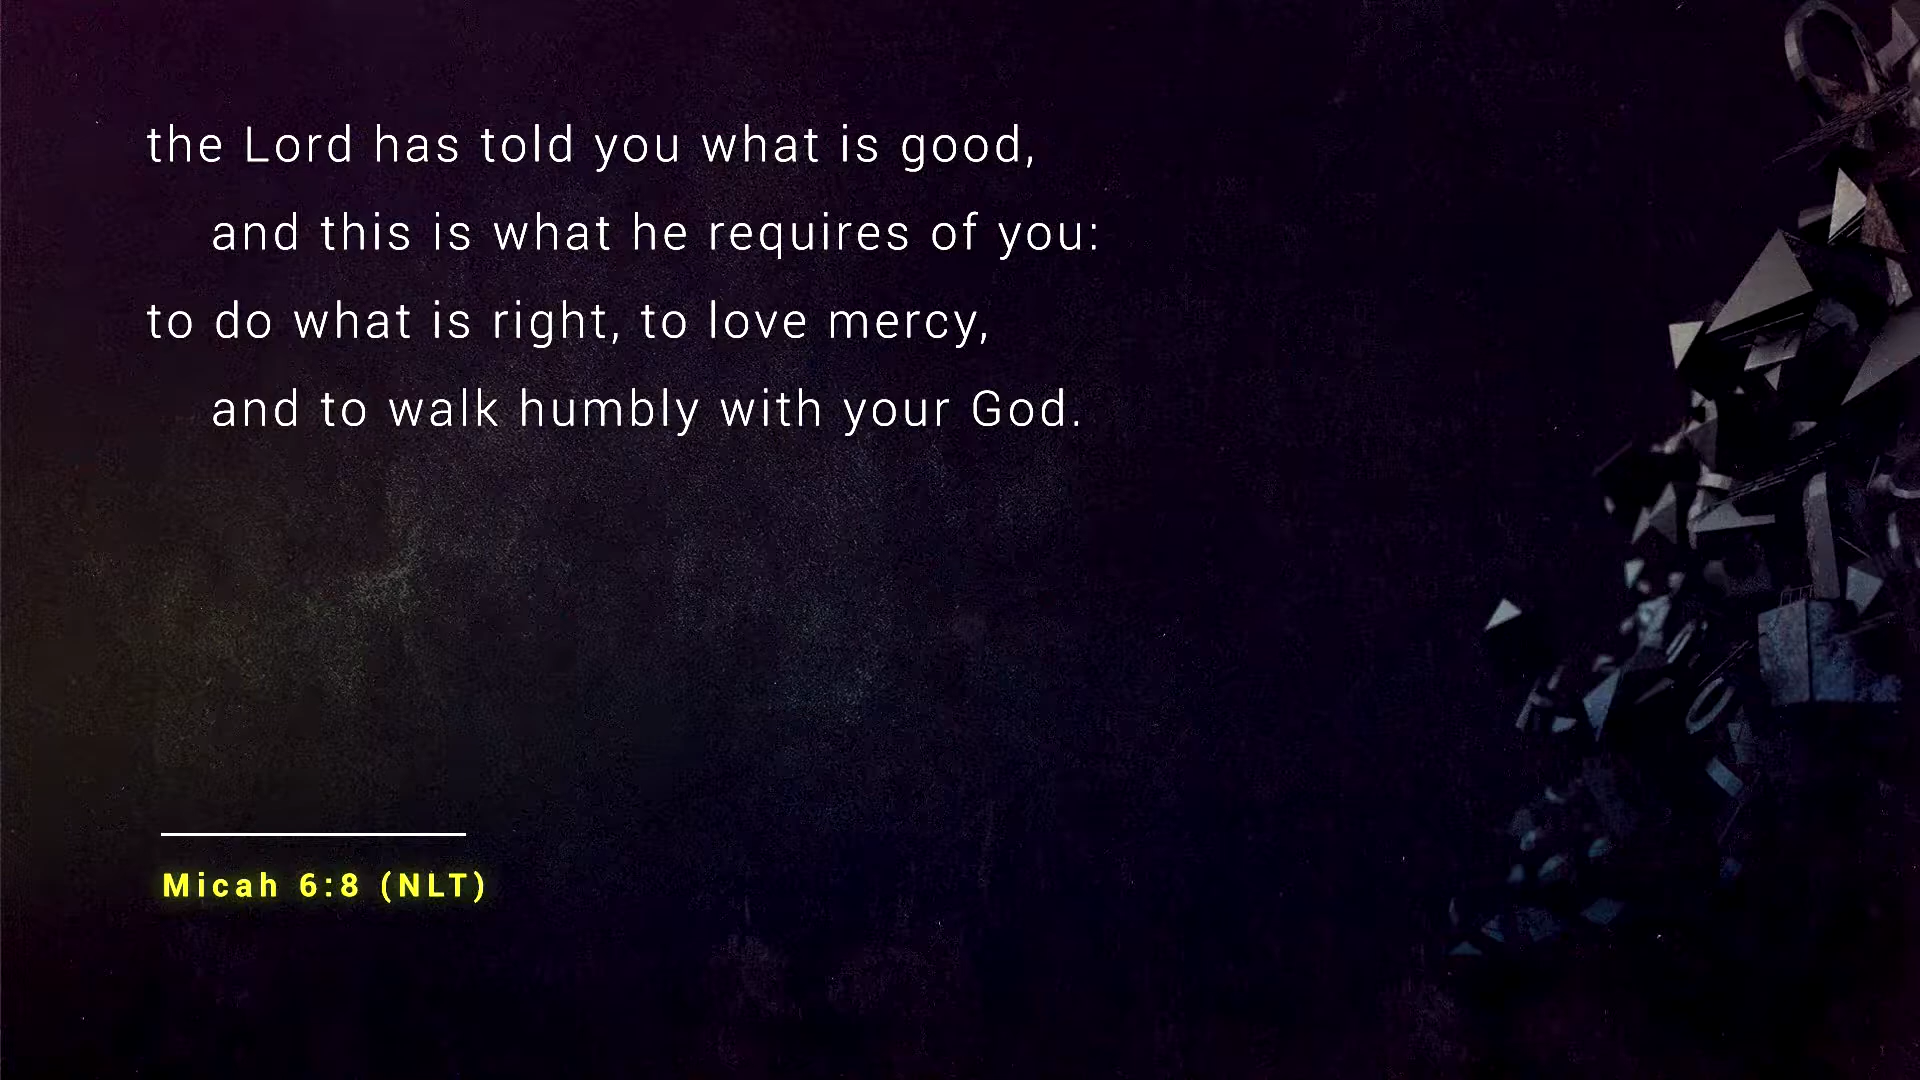 the Lord has told you what is good,
and this is what he requires of you:
to do what is right, to love mercy,
and to walk humbly with your God.
Micah 6:8 (NLT)